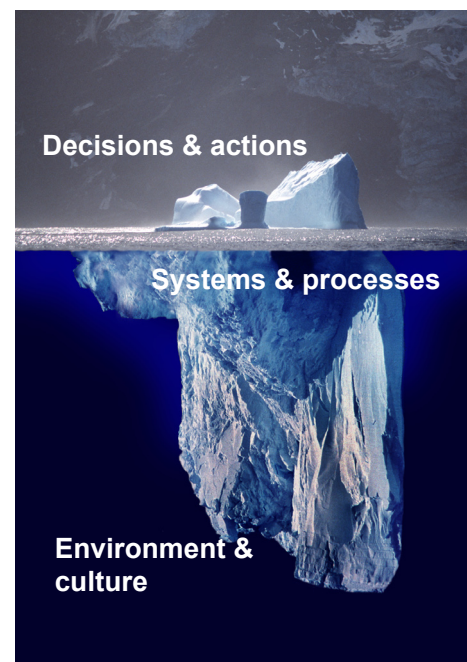 Decisions & actions
Systems & processes
Environment &
culture